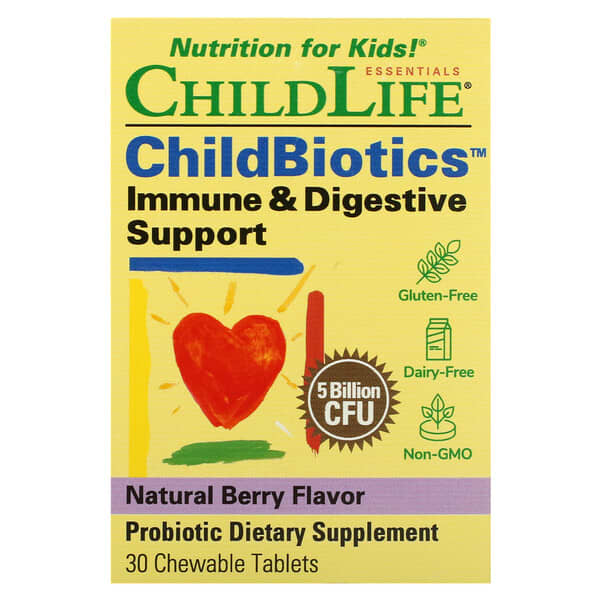 Nutrition for Kids!®
ESSENTIALS
CHILDLIFE®
ChildBiotics™
Immune & Digestive
Support
Gluten-Free
Dairy-Free
5 Billion
CFU
Non-GMO
Natural Berry Flavor
Probiotic Dietary Supplement
30 Chewable Tablets